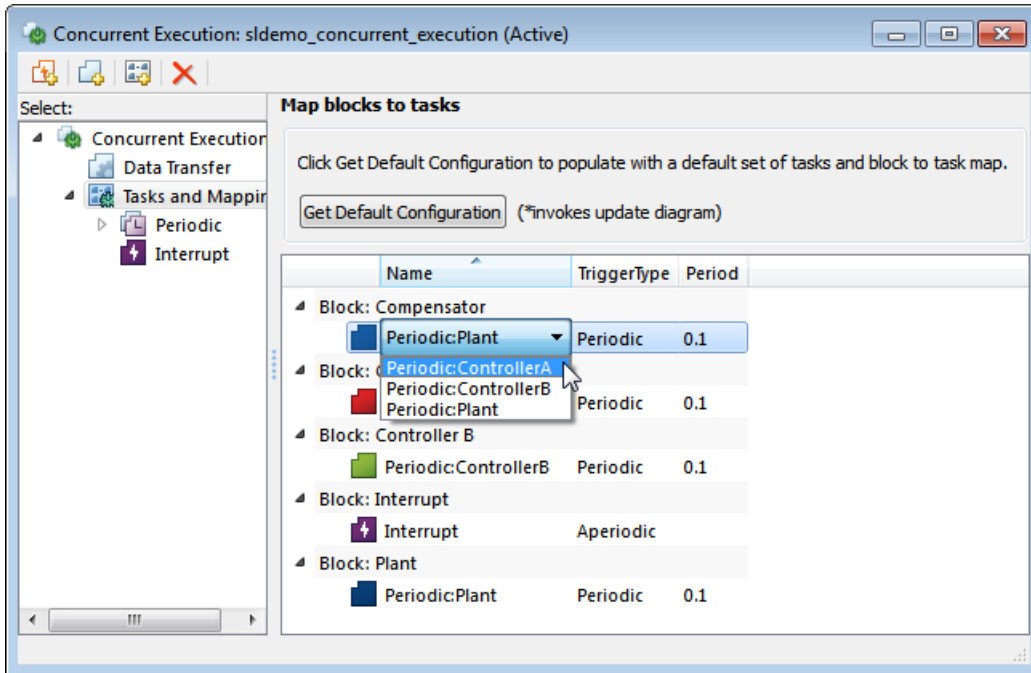 Concurrent Execution: sldemo_concurrent_execution (Active)
Select:
Concurrent Execution
Data Transfer
Tasks and Mappin
Periodic
Interrupt
Map blocks to tasks
Click Get Default Configuration to populate with a default set of tasks and block to task map.
Get Default Configuration (*invokes update diagram)
Name TriggerType Period
Block: Compensator
Periodic:Plant Periodic 0.1
Periodic:ControllerA
Periodic:ControllerB
Periodic:Plant
Block:
Periodic 0.1
Block: Controller B
Periodic:ControllerB Periodic 0.1
Block: Interrupt
Interrupt Aperiodic
Block: Plant
Periodic:Plant Periodic 0.1